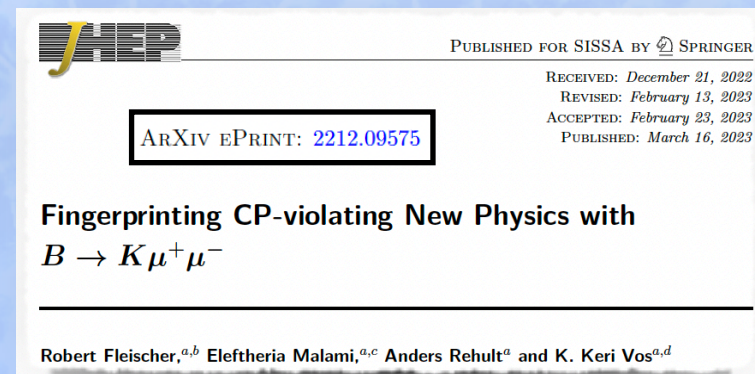 JHEP
PUBLISHED FOR SISSA BY SPRINGER
RECEIVED: December 21, 2022
REVISED: February 13, 2023
ACCEPTED: February 23, 2023
PUBLISHED: March 16, 2023
ARXIV EPRINT: 2212.09575
Fingerprinting CP-violating New Physics with
B → Kμ⁺μ⁻
Robert Fleischer,ᵃ,ᵇ Eleftheria Malami,ᵃ,ᶜ Anders Rehultᵃ and K. Keri Vosᵃ,ᵈ